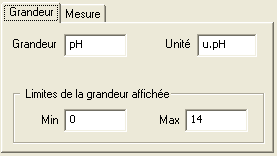 Grandeur Mesure
Grandeur pH Unité u.pH
Limites de la grandeur affichée
Min 0 Max 14